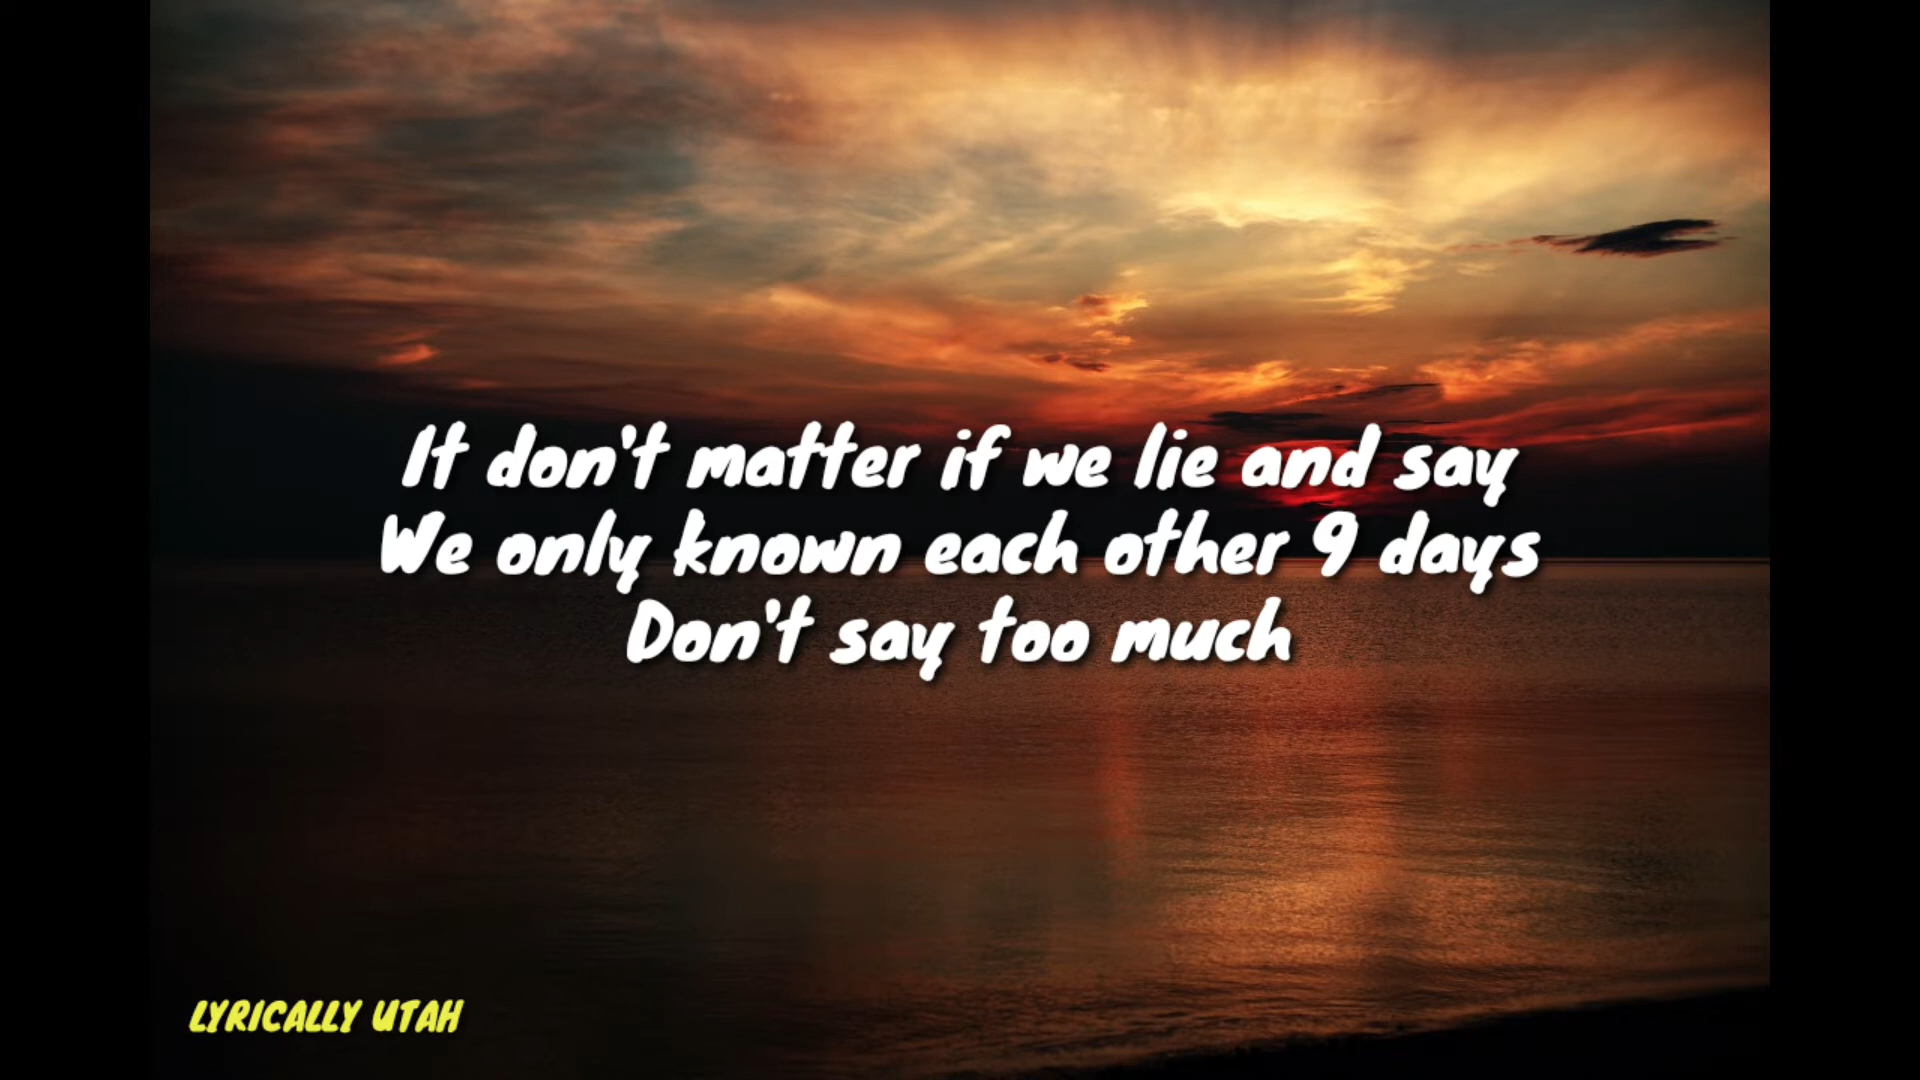 It don't matter if we lie and say
We only known each other 9 days
Don't say too much
LYRICALLY UTAH